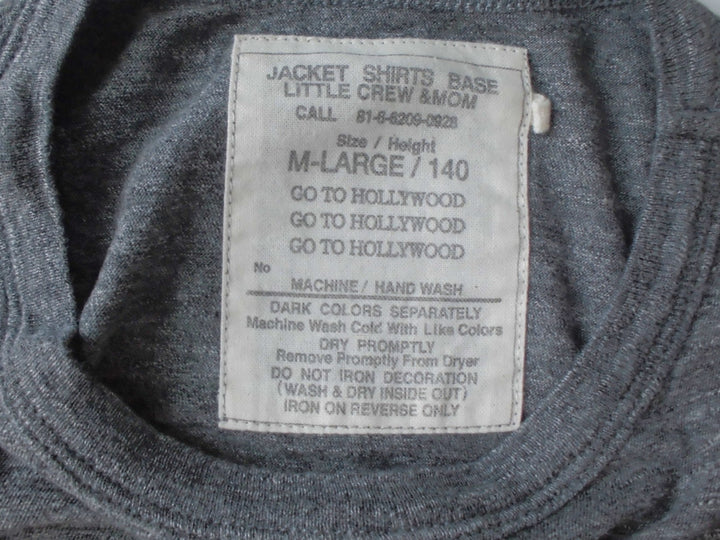 JACKET SHIRTS BASE
LITTLE CREW &MOM
CALL 81-6-6209-0928
Size / Height
M-LARGE / 140
GO TO HOLLYWOOD
GO TO HOLLYWOOD
GO TO HOLLYWOOD
No
MACHINE / HAND WASH
DARK COLORS SEPARATELY
Machine Wash Cold With Like Colors
DRY PROMPTLY
Remove Promptly From Dryer
DO NOT IRON DECORATION
(WASH & DRY INSIDE OUT)
IRON ON REVERSE ONLY